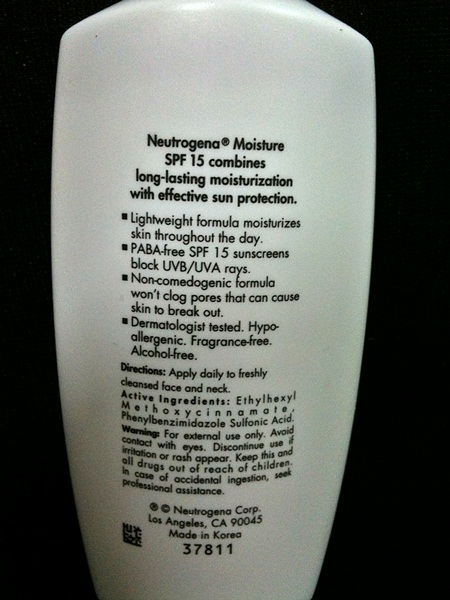 Neutrogena® Moisture
SPF 15 combines
long-lasting moisturization
with effective sun protection.
▪ Lightweight formula moisturizes
skin throughout the day.
▪ PABA-free SPF 15 sunscreens
block UVB/UVA rays.
▪ Non-comedogenic formula
won't clog pores that can cause
skin to break out.
▪ Dermatologist tested. Hypo-
allergenic. Fragrance-free.
Alcohol-free.
Directions: Apply daily to freshly
cleansed face and neck.
Active Ingredients: Ethylhexyl
Methoxycinnamate,
Phenylbenzimidazole Sulfonic Acid.
Warning: For external use only. Avoid
contact with eyes. Discontinue use if
irritation or rash appear. Keep this and
all drugs out of reach of children.
In case of accidental ingestion, seek
professional assistance.
® © Neutrogena Corp.
Los Angeles, CA 90045
Made in Korea
37811